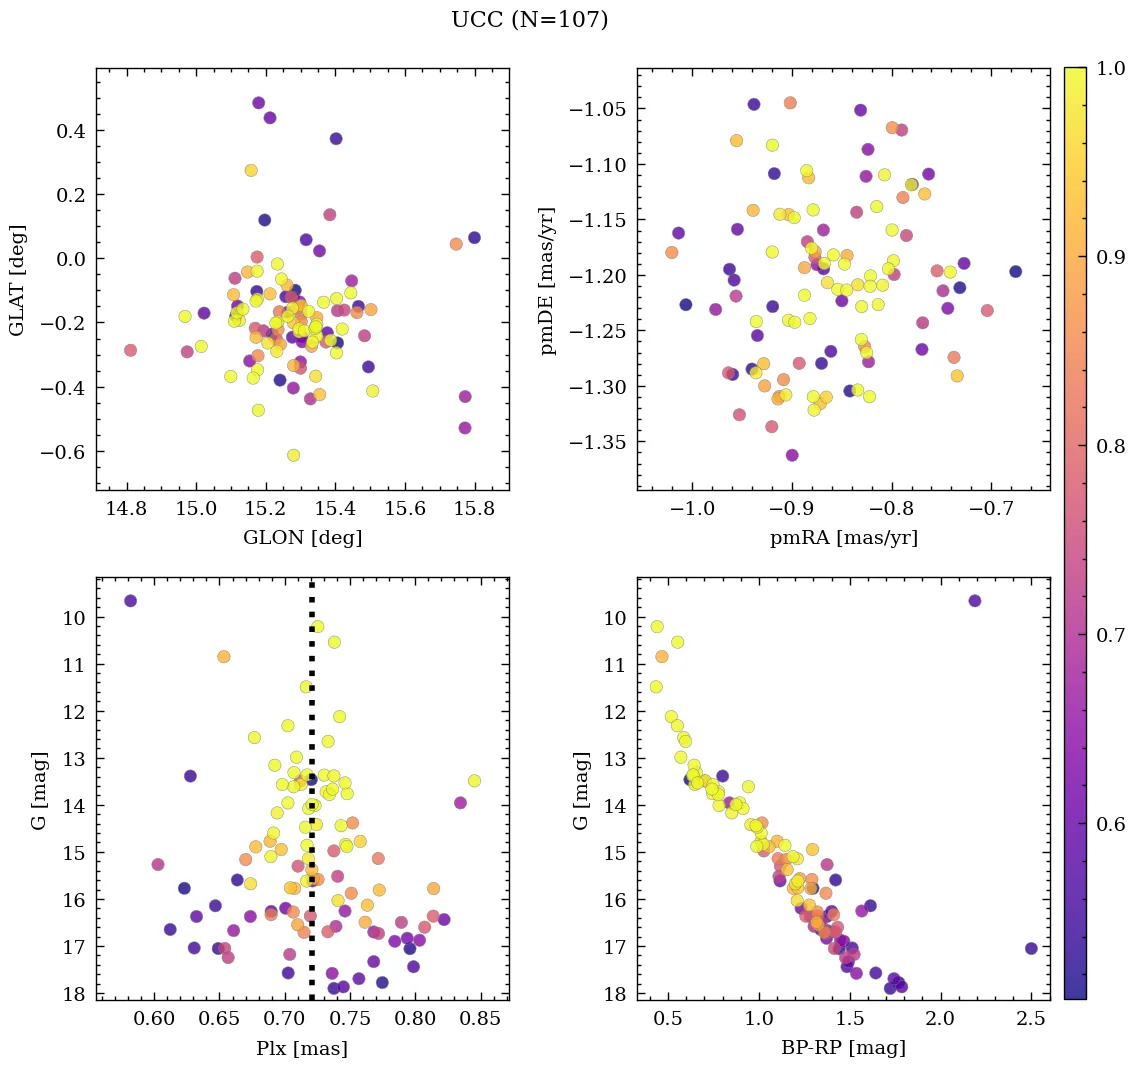 UCC (N=107)
0.4
0.2
0.0
−0.2
−0.4
−0.6
GLAT [deg]
14.8 15.0 15.2 15.4 15.6 15.8
GLON [deg]
−1.05
−1.10
−1.15
−1.20
−1.25
−1.30
−1.35
pmDE [mas/yr]
−1.0 −0.9 −0.8 −0.7
pmRA [mas/yr]
1.0
0.9
0.8
0.7
0.6
10
11
12
13
14
15
16
17
18
G [mag]
0.60 0.65 0.70 0.75 0.80 0.85
Plx [mas]
10
11
12
13
14
15
16
17
18
G [mag]
0.5 1.0 1.5 2.0 2.5
BP-RP [mag]